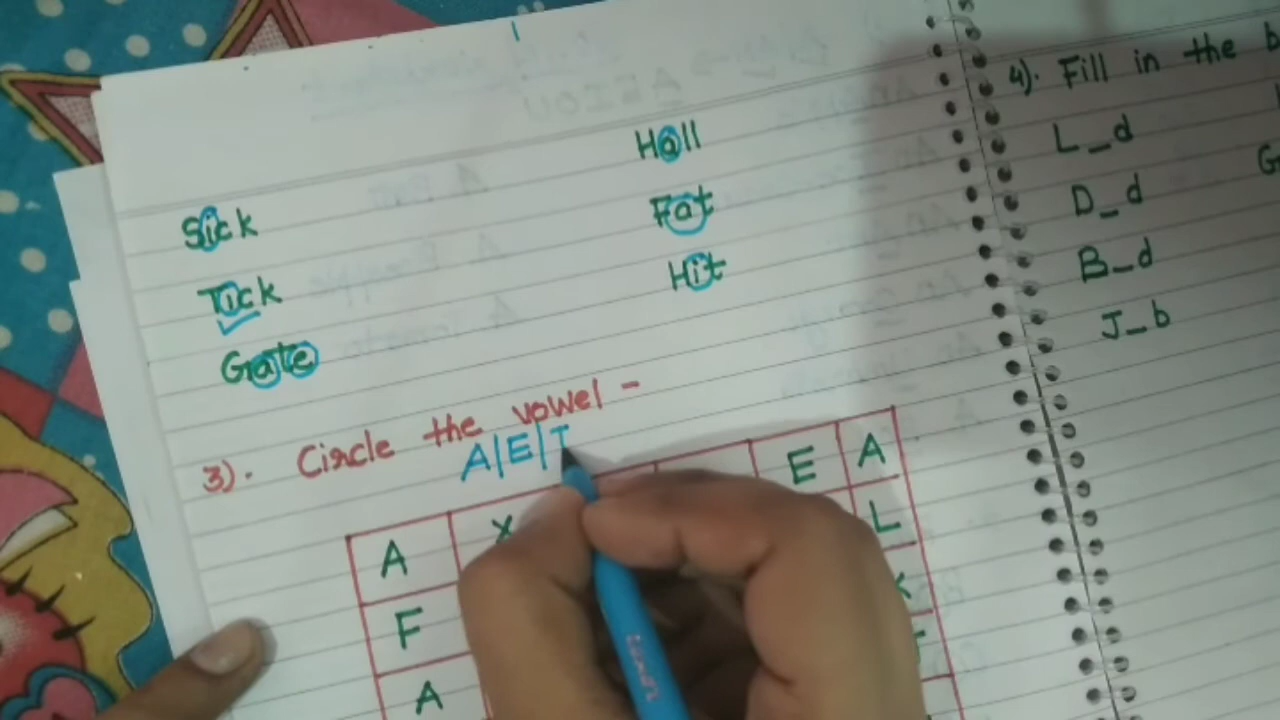 Hall
Sick
Fat
Tick
Hit
Gate
3). Circle the vowel -
A|E|I
E A
A X L
F
A
4). Fill in the
L_d
D_d
B_d
J_b